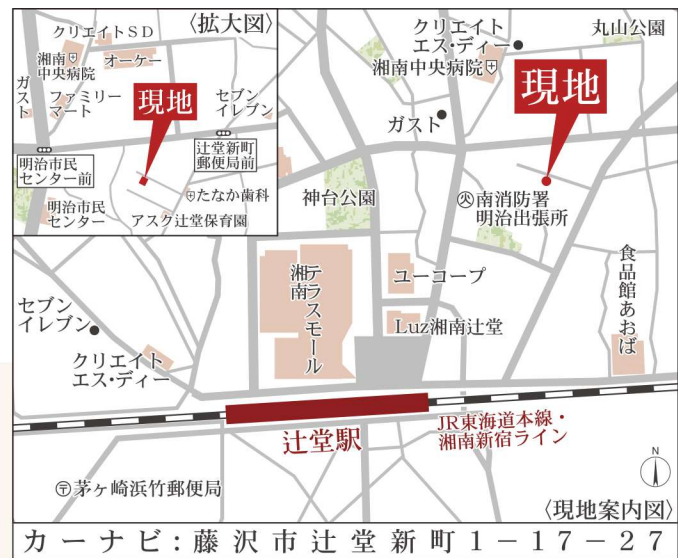 〈拡大図〉
クリエイトＳＤ
湘南
中央病院
オーケー
ガスト
ファミリー
マート
現地
セブン
イレブン
明治市民
センター前
辻堂新町
郵便局前
たなか歯科
明治市民
センター
アスク辻堂保育園
クリエイト
エス・ディー
湘南中央病院
丸山公園
ガスト
現地
神台公園
㊋南消防署
明治出張所
テラスモール
湘南
ユーコープ
Luz湘南辻堂
食品館あおば
セブン
イレブン
クリエイト
エス・ディー
辻堂駅
JR東海道本線・
湘南新宿ライン
〒茅ヶ崎浜竹郵便局
N
〈現地案内図〉
カーナビ:藤沢市辻堂新町1－17－27